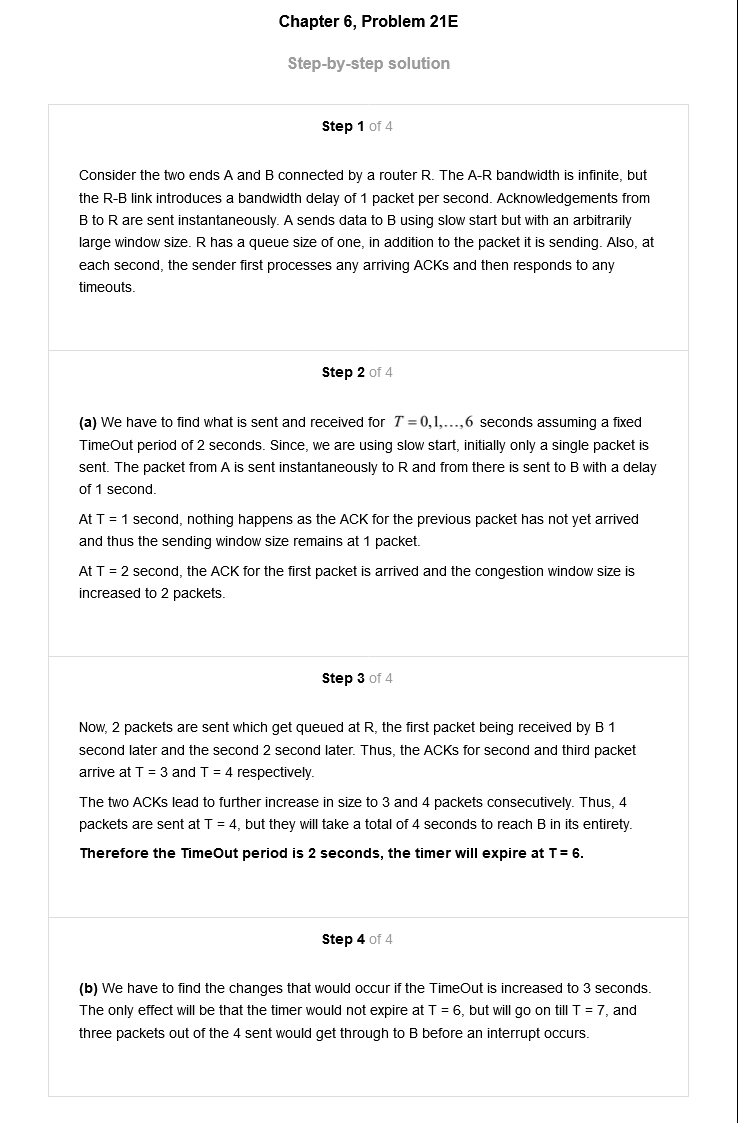 Chapter 6, Problem 21E
Step-by-step solution
Step 1 of 4
Consider the two ends A and B connected by a router R. The A-R bandwidth is infinite, but
the R-B link introduces a bandwidth delay of 1 packet per second. Acknowledgements from
B to R are sent instantaneously. A sends data to B using slow start but with an arbitrarily
large window size. R has a queue size of one, in addition to the packet it is sending. Also, at
each second, the sender first processes any arriving ACKs and then responds to any
timeouts.
Step 2 of 4
(a) We have to find what is sent and received for T = 0,1,...,6 seconds assuming a fixed
TimeOut period of 2 seconds. Since, we are using slow start, initially only a single packet is
sent. The packet from A is sent instantaneously to R and from there is sent to B with a delay
of 1 second.
At T = 1 second, nothing happens as the ACK for the previous packet has not yet arrived
and thus the sending window size remains at 1 packet.
At T = 2 second, the ACK for the first packet is arrived and the congestion window size is
increased to 2 packets.
Step 3 of 4
Now, 2 packets are sent which get queued at R, the first packet being received by B 1
second later and the second 2 second later. Thus, the ACKs for second and third packet
arrive at T = 3 and T = 4 respectively.
The two ACKs lead to further increase in size to 3 and 4 packets consecutively. Thus, 4
packets are sent at T = 4, but they will take a total of 4 seconds to reach B in its entirety.
Therefore the TimeOut period is 2 seconds, the timer will expire at T = 6.
Step 4 of 4
(b) We have to find the changes that would occur if the TimeOut is increased to 3 seconds.
The only effect will be that the timer would not expire at T = 6, but will go on till T = 7, and
three packets out of the 4 sent would get through to B before an interrupt occurs.